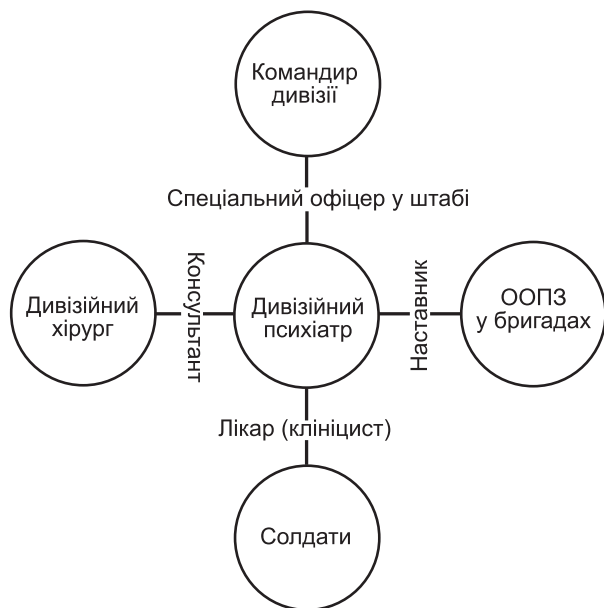 Командир
дивізії
Спеціальний офіцер у штабі
Дивізійний
хірург
Консультант
Дивізійний
психіатр
Наставник
ООПЗ
у бригадах
Лікар (клініцист)
Солдати